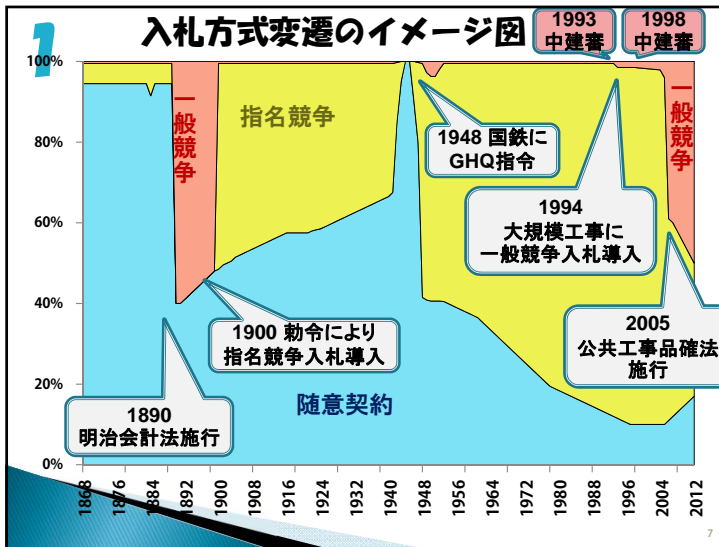 1
入札方式変遷のイメージ図
1993
中建審
1998
中建審
100%
80%
60%
40%
20%
0%
一般競争
指名競争
一般競争
1948 国鉄に
GHQ指令
1994
大規模工事に
一般競争入札導入
1900 勅令により
指名競争入札導入
2005
公共工事品確法
施行
1890
明治会計法施行
随意契約
1868
1876
1884
1892
1900
1908
1916
1924
1932
1940
1948
1956
1964
1972
1980
1988
1996
2004
2012
7